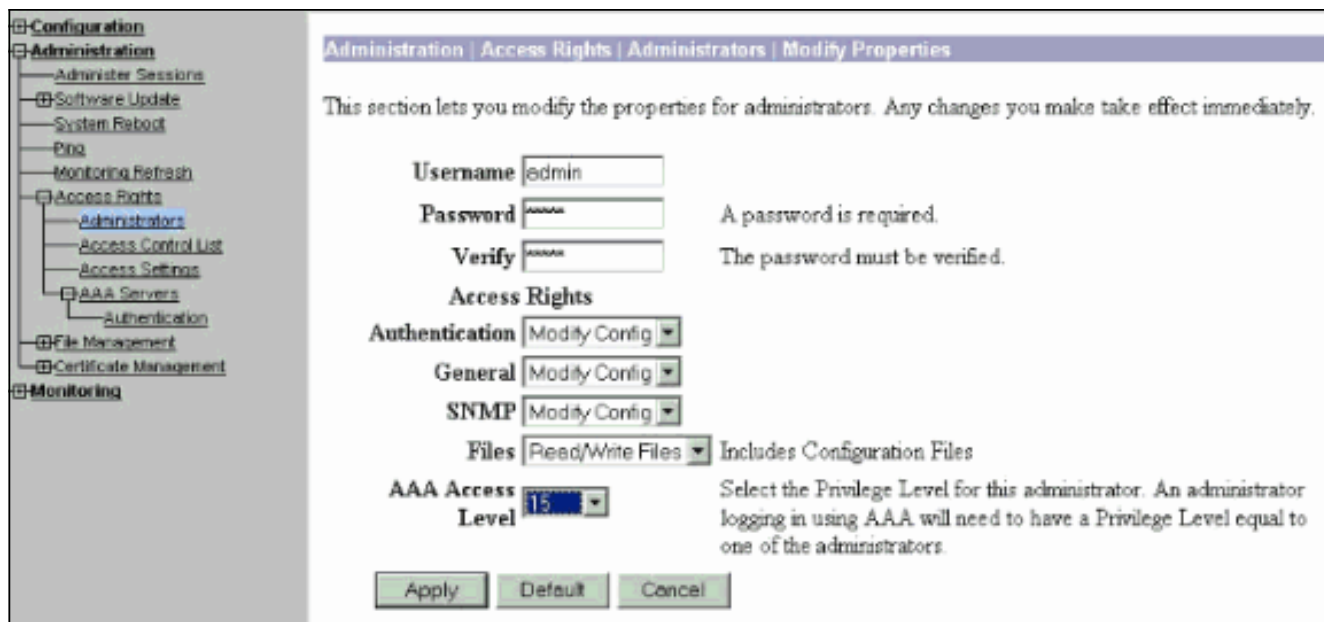 Configuration
Administration
Administer Sessions
Software Update
System Reboot
Ping
Monitoring Refresh
Access Rights
Administrators
Access Control List
Access Settings
AAA Servers
Authentication
File Management
Certificate Management
Monitoring
Administration | Access Rights | Administrators | Modify Properties
This section lets you modify the properties for administrators. Any changes you make take effect immediately.
Username admin
Password ***** A password is required.
Verify ***** The password must be verified.
Access Rights
Authentication Modify Config
General Modify Config
SNMP Modify Config
Files Read/Write Files Includes Configuration Files
AAA Access Level 15 Select the Privilege Level for this administrator. An administrator
logging in using AAA will need to have a Privilege Level equal to
one of the administrators.
Apply Default Cancel